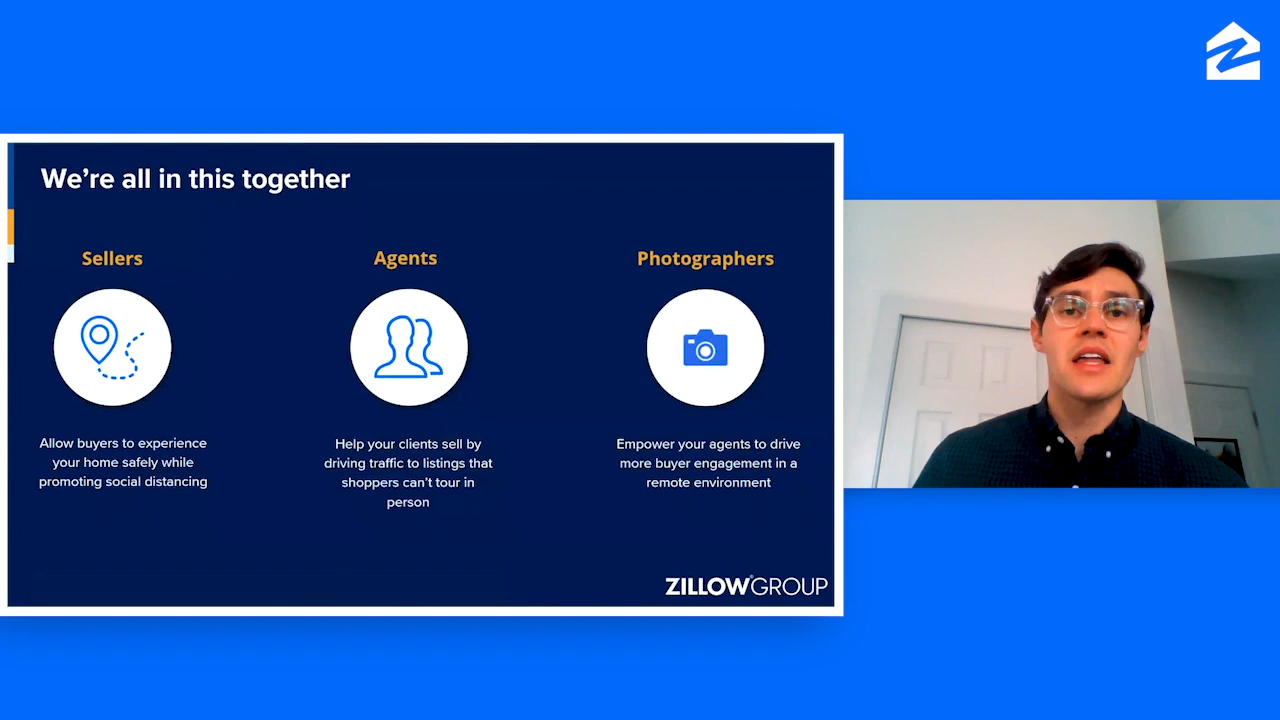 We're all in this together
Sellers
Allow buyers to experience
your home safely while
promoting social distancing
Agents
Help your clients sell by
driving traffic to listings that
shoppers can't tour in
person
Photographers
Empower your agents to drive
more buyer engagement in a
remote environment
ZILLOW® GROUP